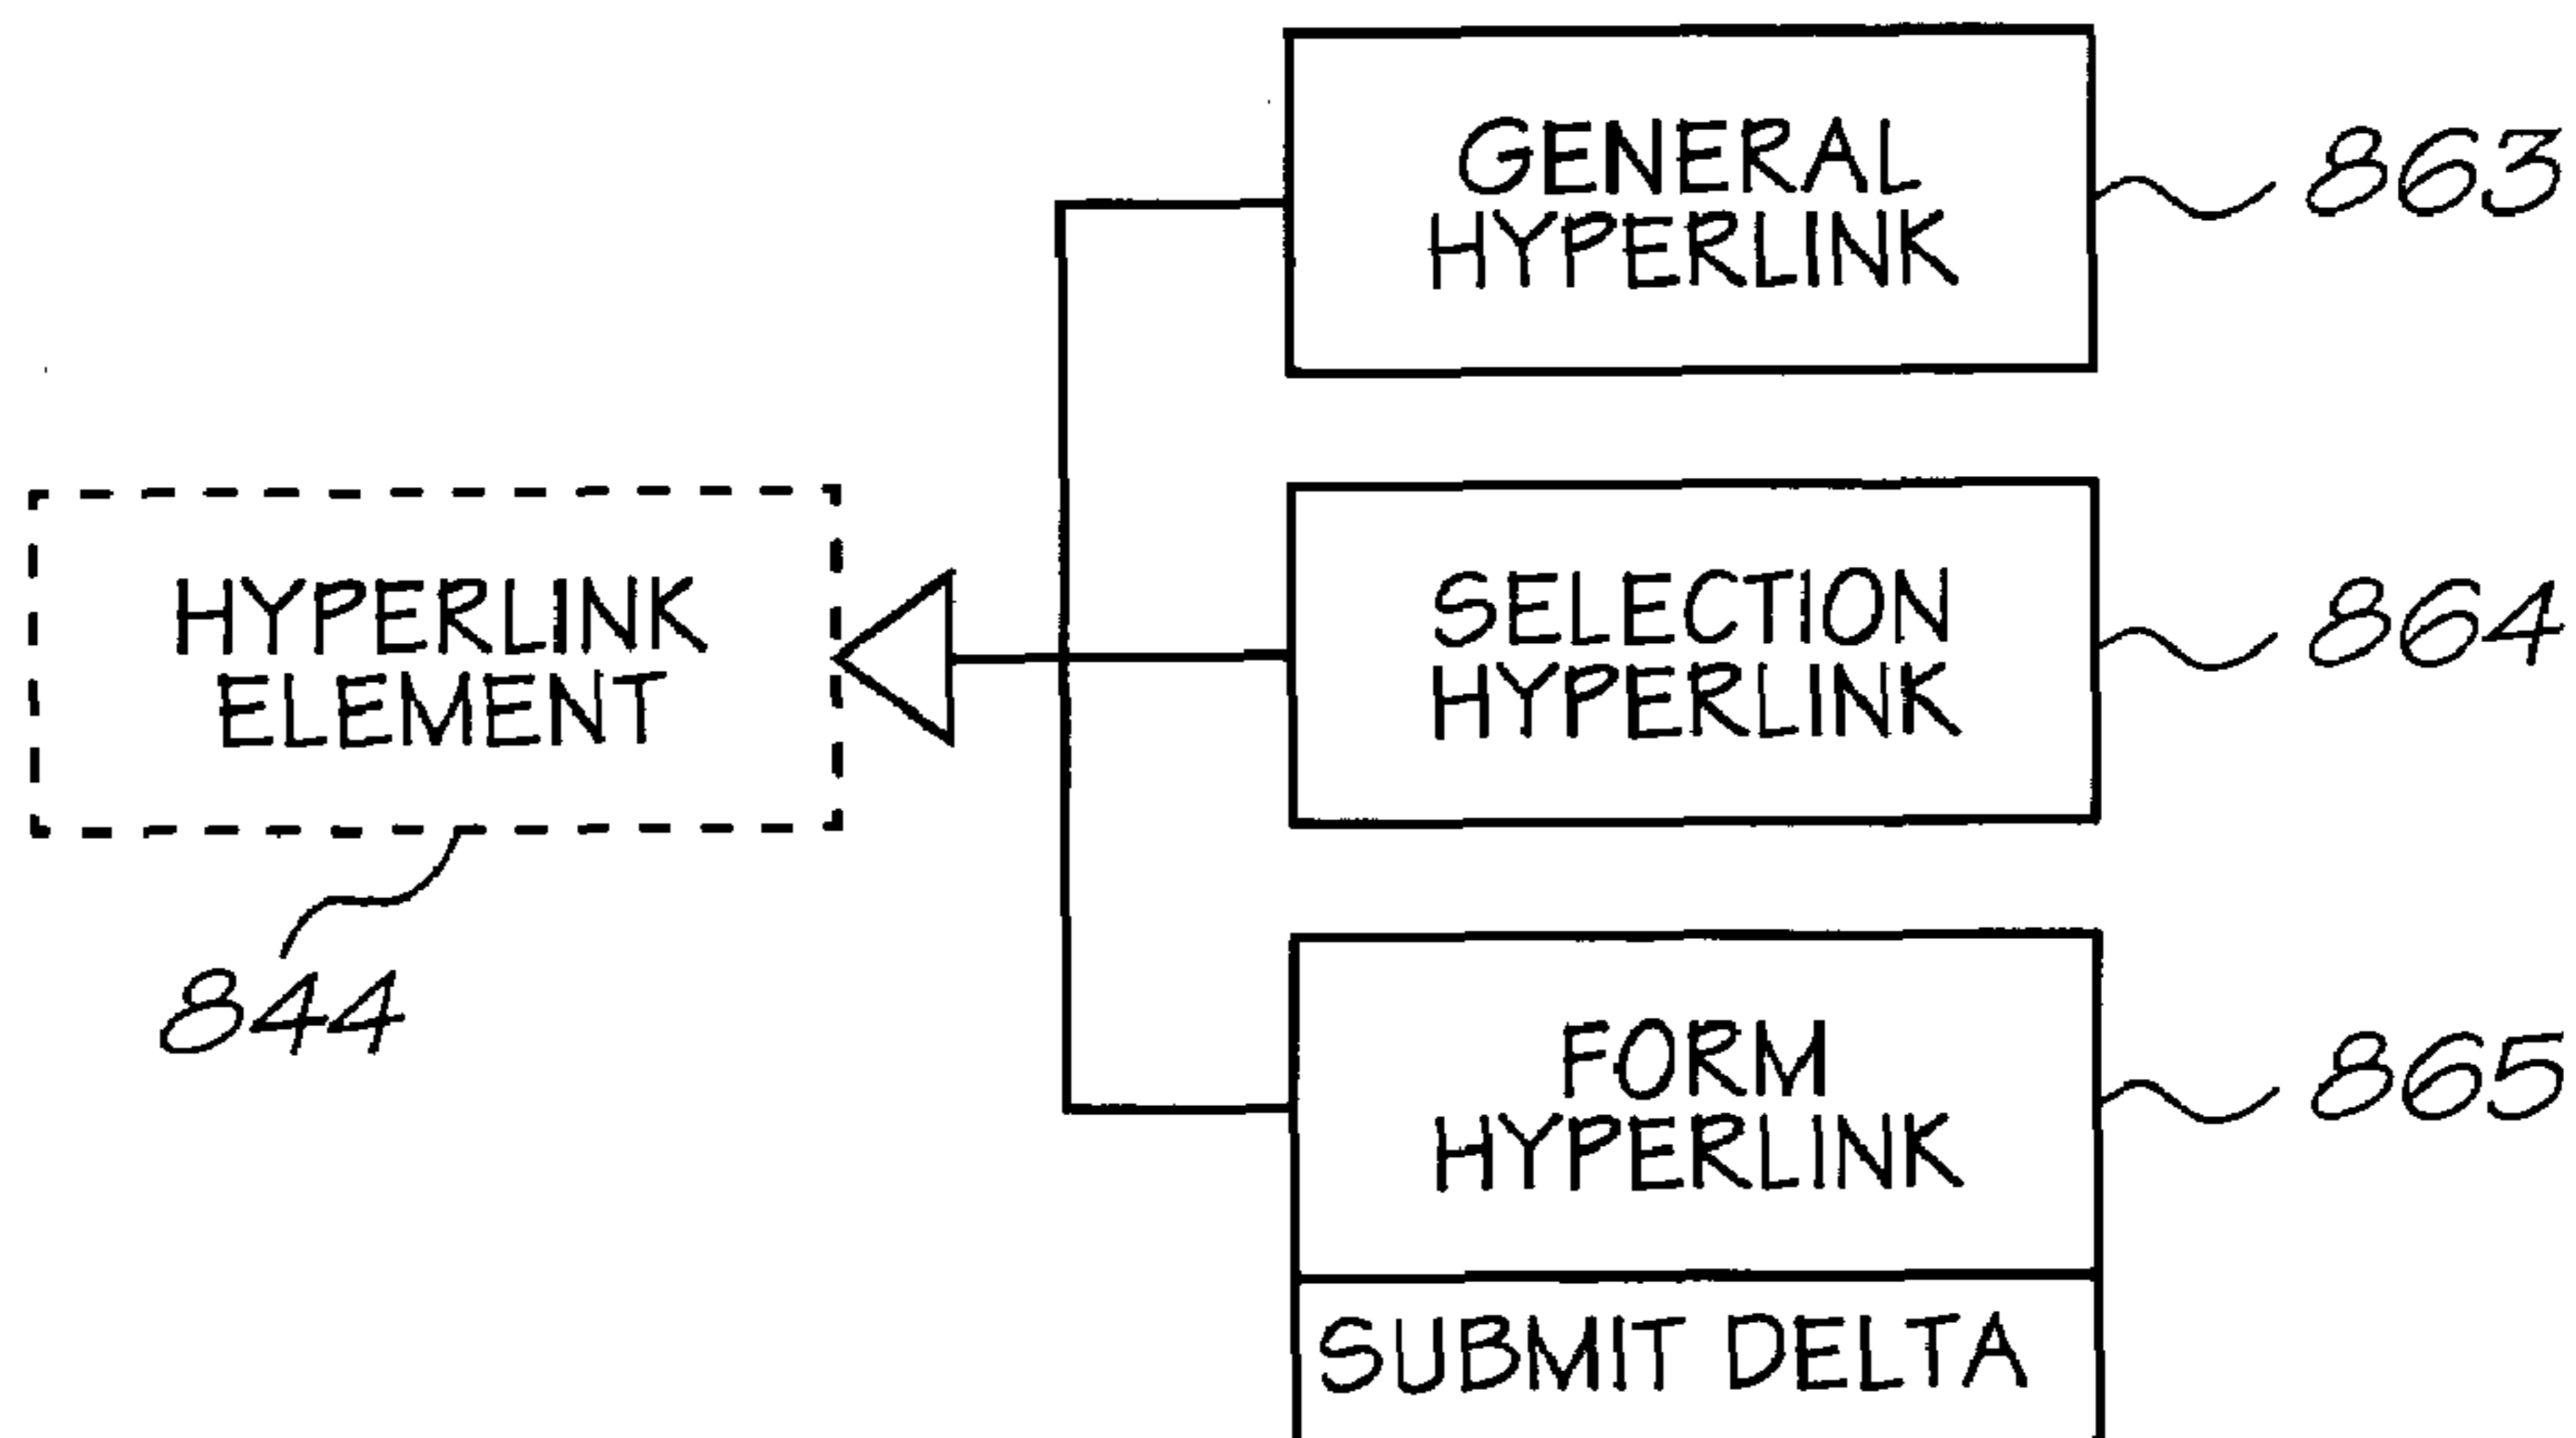 GENERAL
HYPERLINK
863
HYPERLINK
ELEMENT
844
SELECTION
HYPERLINK
864
FORM
HYPERLINK
865
SUBMIT DELTA